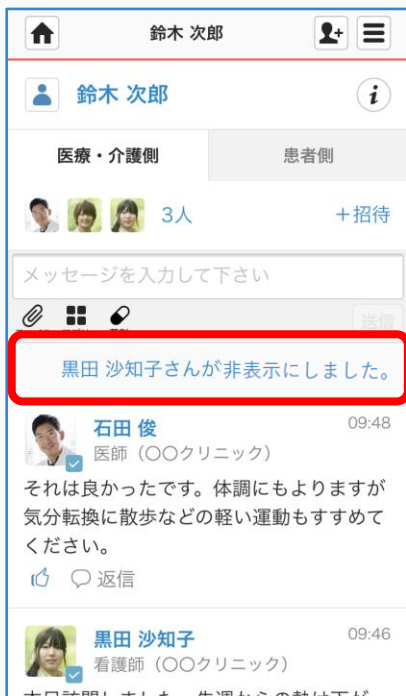 鈴木 次郎
鈴木 次郎
i
医療・介護側
患者側
3人
+招待
メッセージを入力して下さい
送信
黒田 沙知子さんが非表示にしました。
石田 俊
09:48
医師（〇〇クリニック）
それは良かったです。体調にもよりますが
気分転換に散歩などの軽い運動もすすめて
ください。
返信
黒田 沙知子
09:46
看護師（〇〇クリニック）